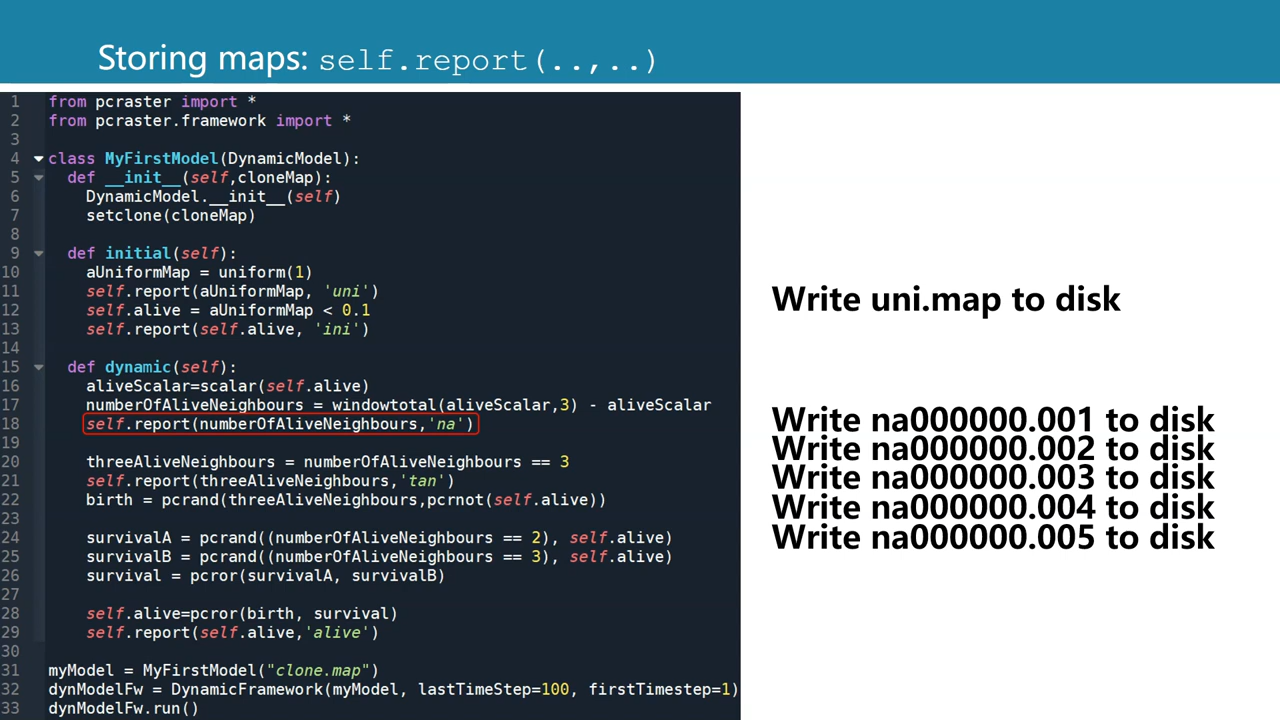 Storing maps: self.report(..,..)
1 from pcraster import *
2 from pcraster.framework import *
3
4 class MyFirstModel(DynamicModel):
5   def __init__(self,cloneMap):
6     DynamicModel.__init__(self)
7     setclone(cloneMap)
8
9   def initial(self):
10     aUniformMap = uniform(1)
11     self.report(aUniformMap, 'uni')
12     self.alive = aUniformMap < 0.1
13     self.report(self.alive, 'ini')
14
15   def dynamic(self):
16     aliveScalar=scalar(self.alive)
17     numberOfAliveNeighbours = windowtotal(aliveScalar,3) - aliveScalar
18     self.report(numberOfAliveNeighbours,'na')
19
20     threeAliveNeighbours = numberOfAliveNeighbours == 3
21     self.report(threeAliveNeighbours,'tan')
22     birth = pcrand(threeAliveNeighbours,pcrnot(self.alive))
23
24     survivalA = pcrand((numberOfAliveNeighbours == 2), self.alive)
25     survivalB = pcrand((numberOfAliveNeighbours == 3), self.alive)
26     survival = pcror(survivalA, survivalB)
27
28     self.alive=pcror(birth, survival)
29     self.report(self.alive,'alive')
30
31 myModel = MyFirstModel("clone.map")
32 dynModelFw = DynamicFramework(myModel, lastTimeStep=100, firstTimestep=1)
33 dynModelFw.run()
Write uni.map to disk
Write na000000.001 to disk
Write na000000.002 to disk
Write na000000.003 to disk
Write na000000.004 to disk
Write na000000.005 to disk